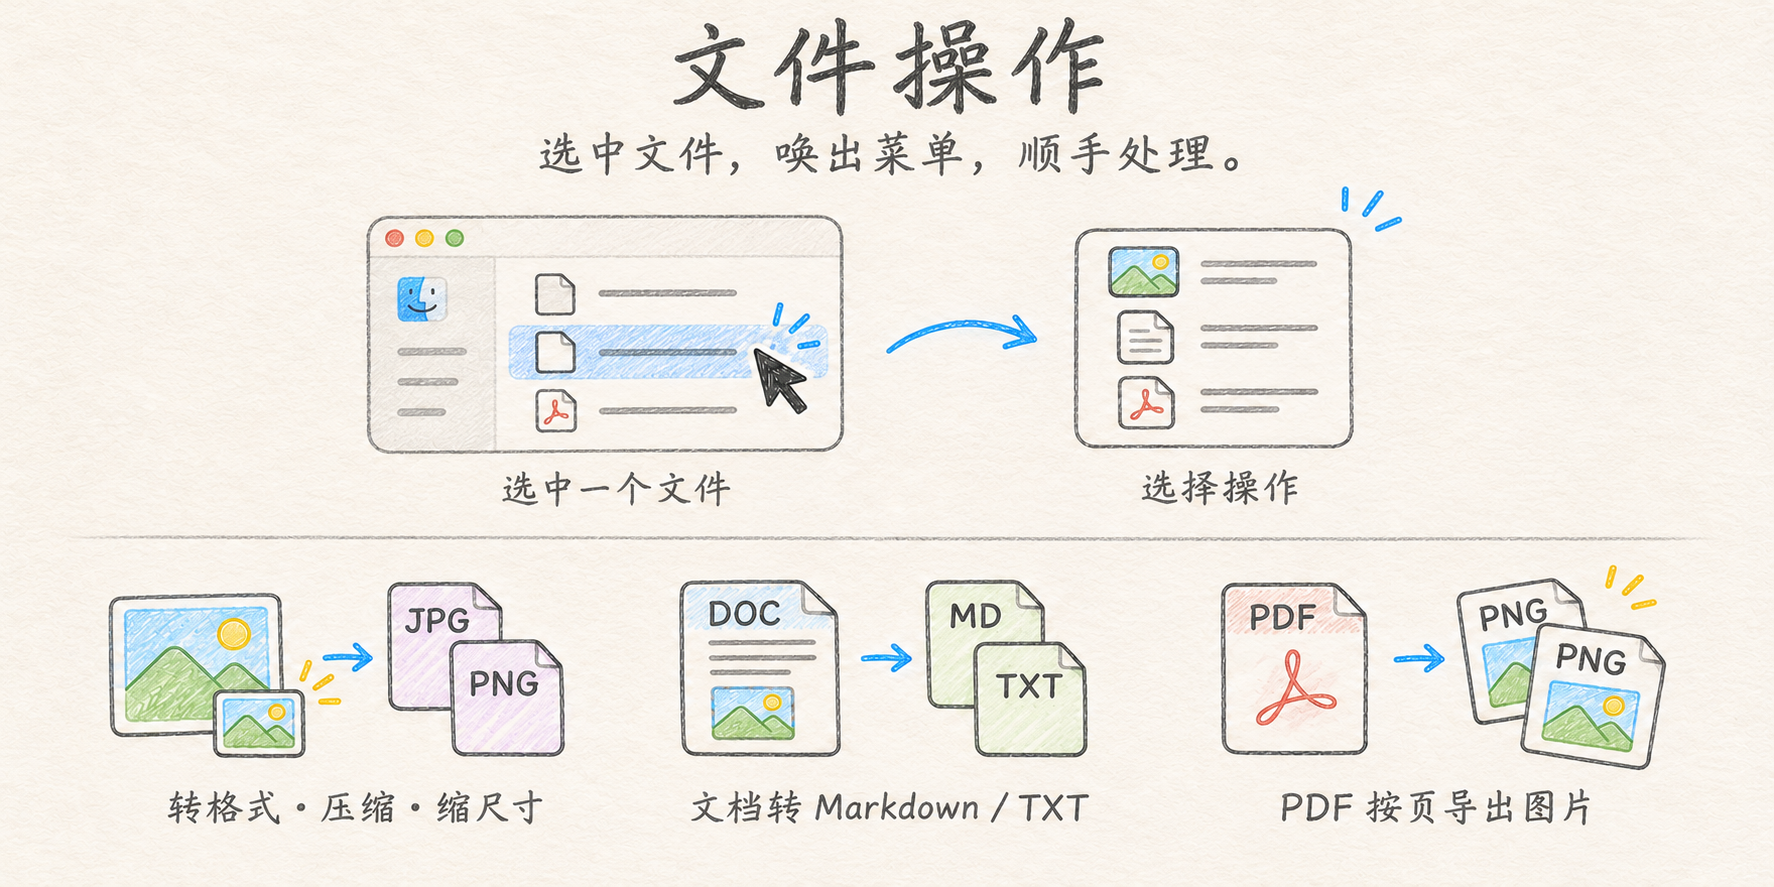 文件操作
选中文件，唤出菜单，顺手处理。
选中一个文件
选择操作
JPG
PNG
DOC
MD
TXT
PDF
PNG
PNG
转格式·压缩·缩尺寸
文档转 Markdown / TXT
PDF 按页导出图片